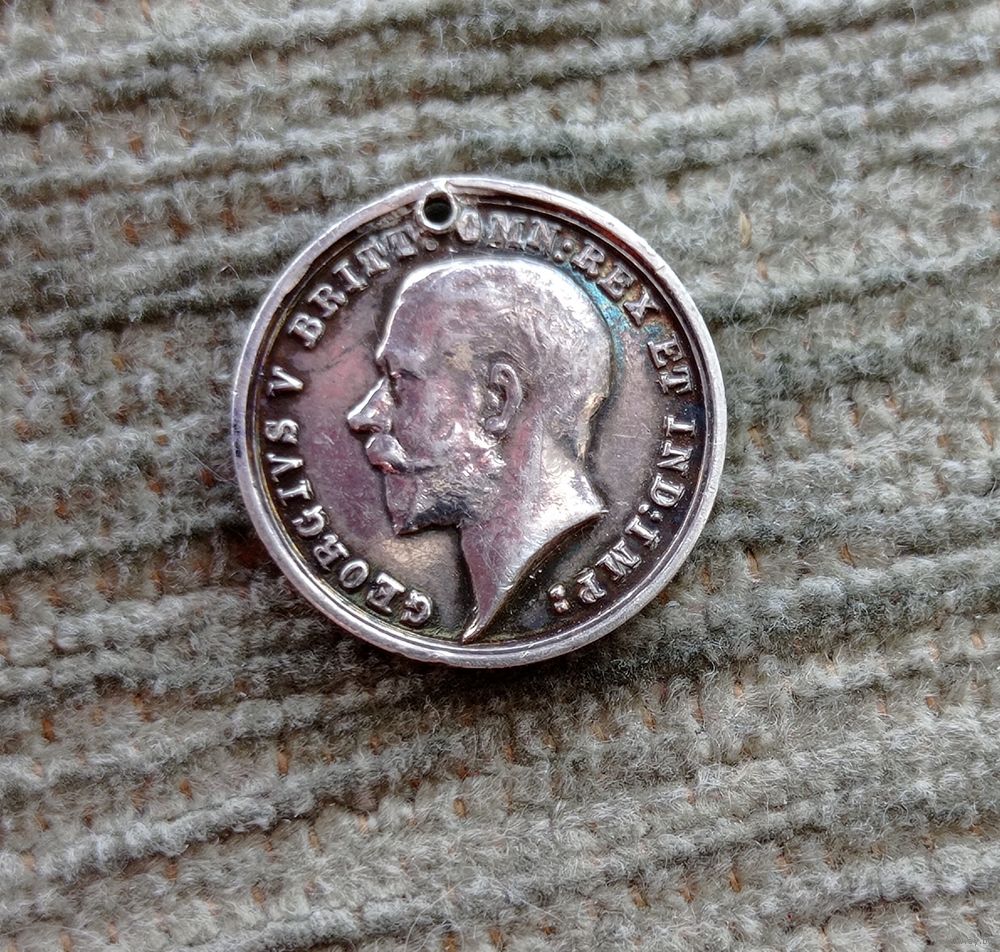 GEORGIVS V BRITT: OMN: REX ET IND: IMP: